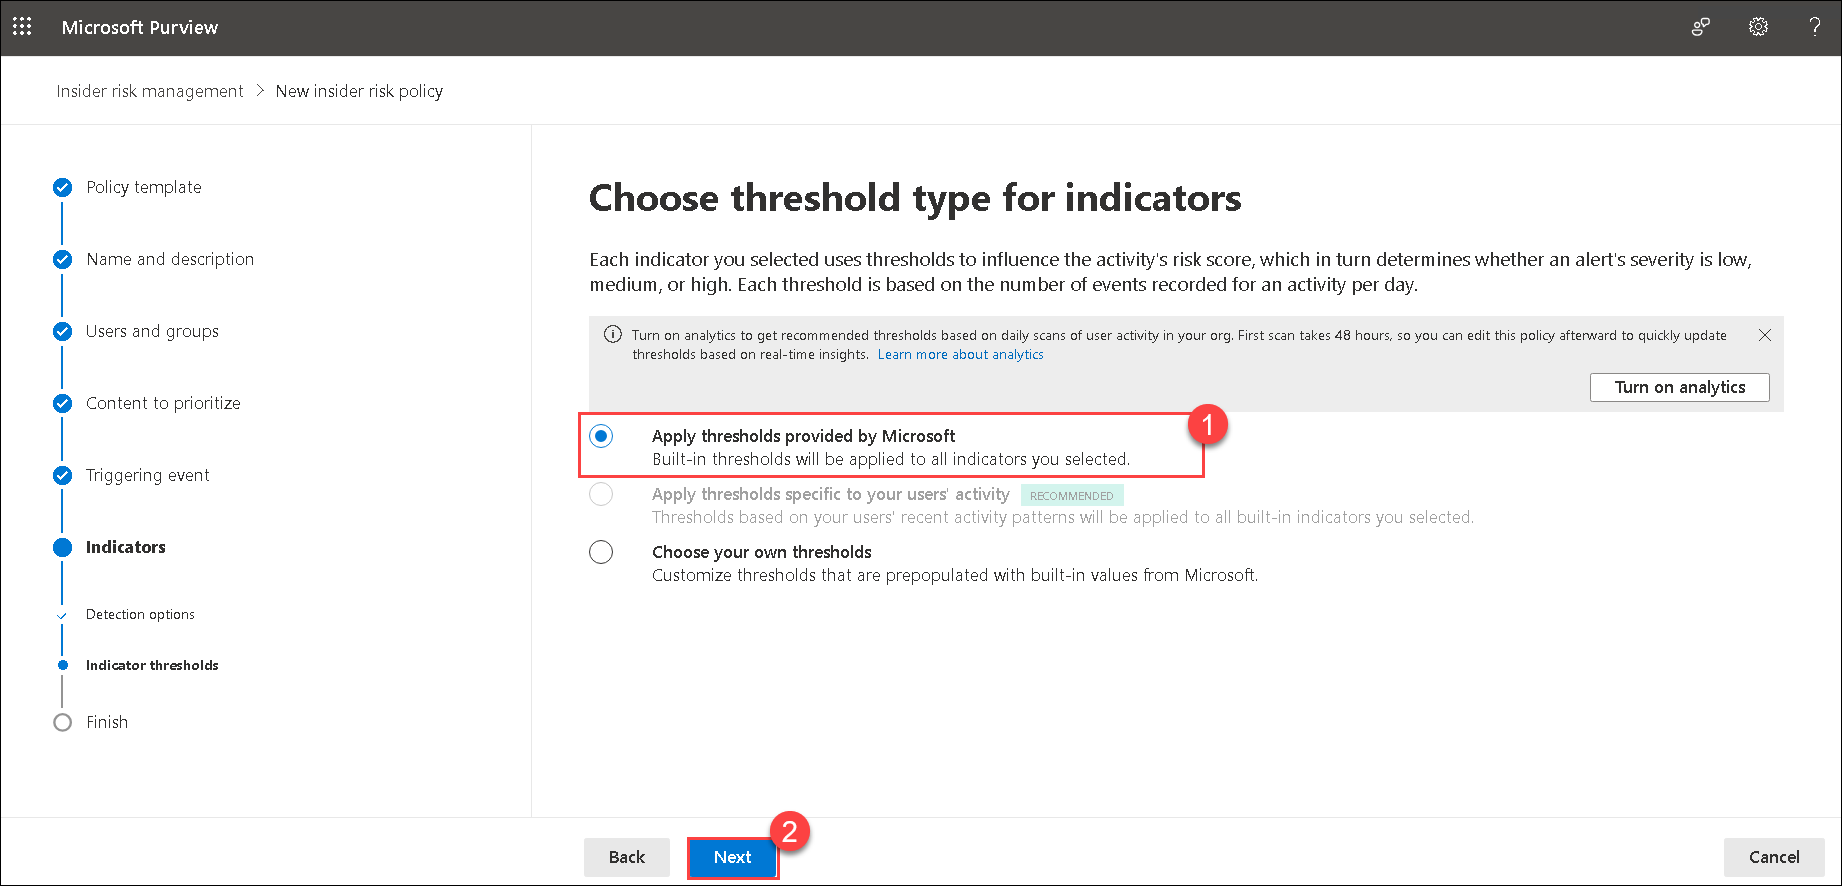 Microsoft Purview
?
Insider risk management > New insider risk policy
Policy template
Name and description
Users and groups
Content to prioritize
Triggering event
Indicators
Detection options
Indicator thresholds
Finish
Choose threshold type for indicators
Each indicator you selected uses thresholds to influence the activity's risk score, which in turn determines whether an alert's severity is low,
medium, or high. Each threshold is based on the number of events recorded for an activity per day.
Turn on analytics to get recommended thresholds based on daily scans of user activity in your org. First scan takes 48 hours, so you can edit this policy afterward to quickly update
thresholds based on real-time insights. Learn more about analytics
Turn on analytics
1
Apply thresholds provided by Microsoft
Built-in thresholds will be applied to all indicators you selected.
Apply thresholds specific to your users' activity RECOMMENDED
Thresholds based on your users' recent activity patterns will be applied to all built-in indicators you selected.
Choose your own thresholds
Customize thresholds that are prepopulated with built-in values from Microsoft.
2
Back Next Cancel